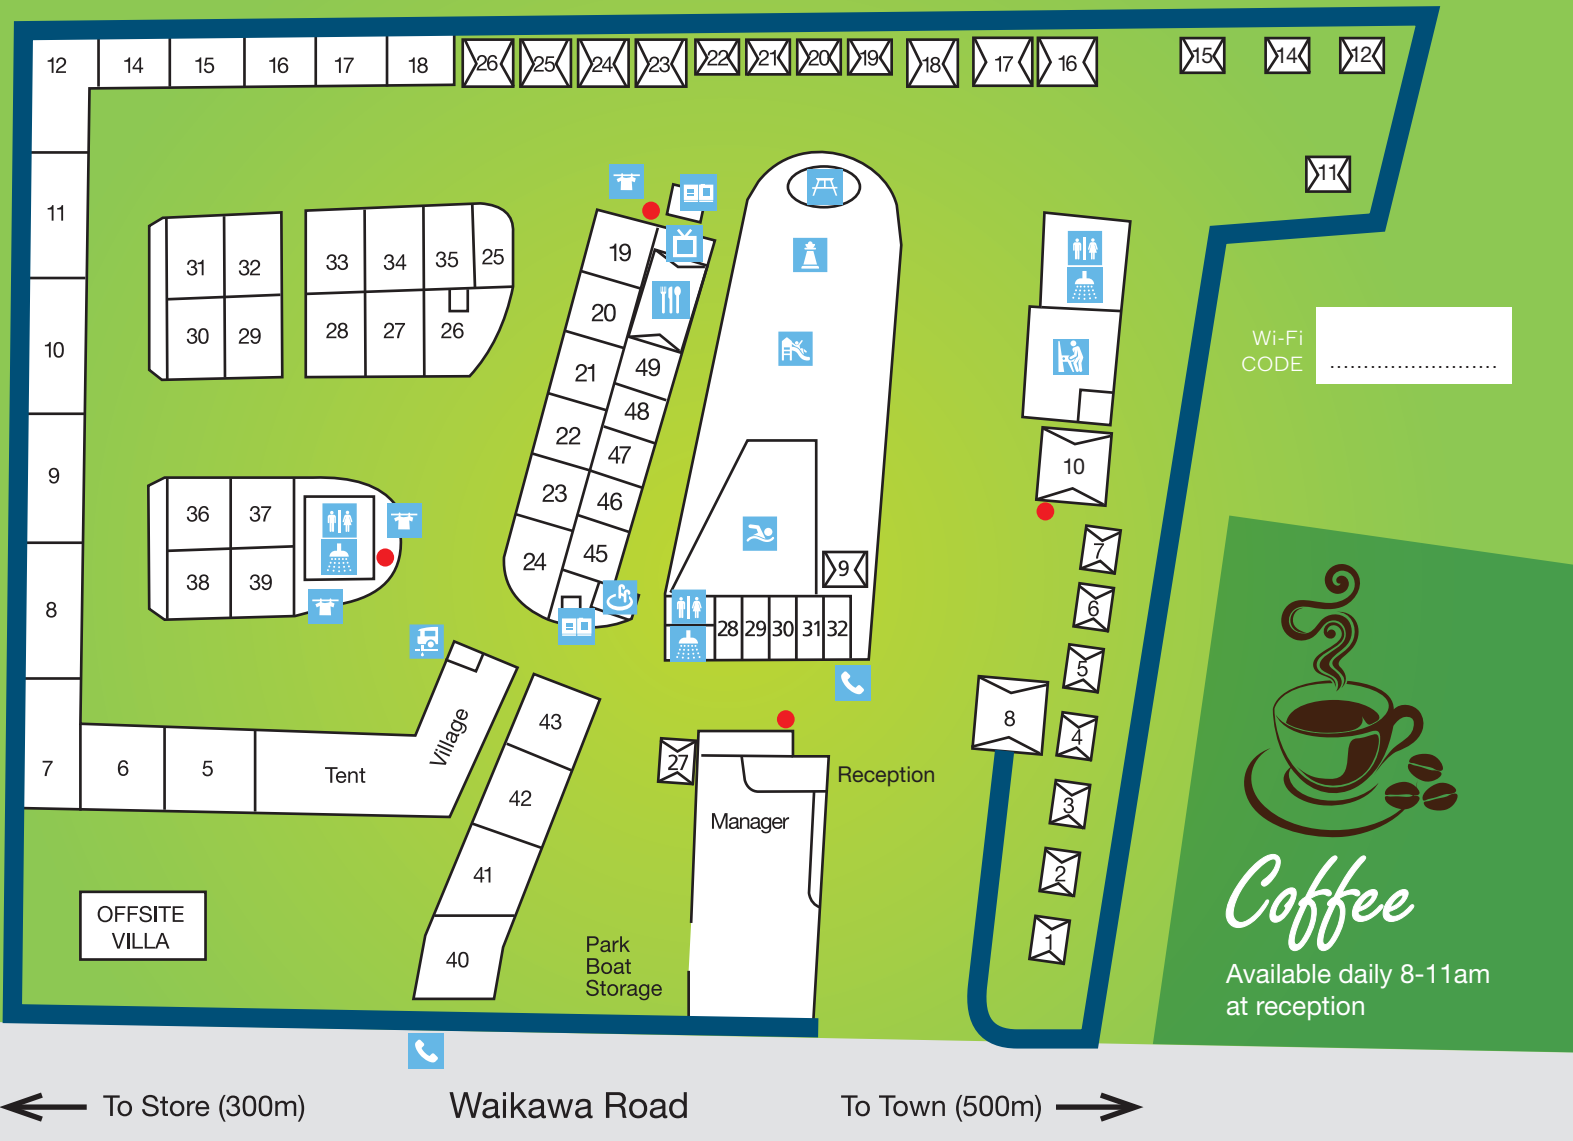 12 14 15 16 17 18 26 25 24 23 22 21 20 19 18 17 16 15 14 12
11
11
31 32 33 34 35 25
30 29 28 27 26
10
9
8
7 6 5 Tent
Village
36 37
38 39
19
20
21
22
23
24
49
48
47
46
45
9
28 29 30 31 32
10
7
6
5
4
3
2
1
8
43
42
41
40
27
Reception
Manager
OFFSITE
VILLA
Park
Boat
Storage
Wi-Fi
CODE
.........................
Coffee
Available daily 8-11am
at reception
To Store (300m)
Waikawa Road
To Town (500m)